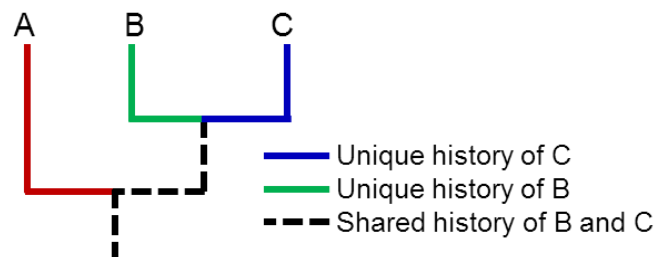 A B C
Unique history of C
Unique history of B
Shared history of B and C